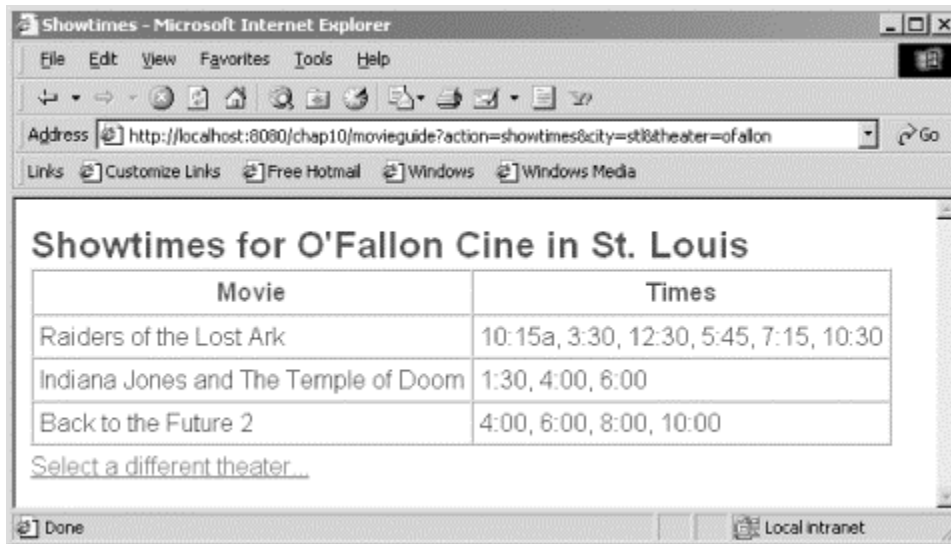 Showtimes - Microsoft Internet Explorer
File Edit View Favorites Tools Help
Address http://localhost:8080/chap10/movieguide?action=showtimes&city=stl&theater=ofallon Go
Links Customize Links Free Hotmail Windows Windows Media
Showtimes for O'Fallon Cine in St. Louis
Movie Times
Raiders of the Lost Ark 10:15a, 3:30, 12:30, 5:45, 7:15, 10:30
Indiana Jones and The Temple of Doom 1:30, 4:00, 6:00
Back to the Future 2 4:00, 6:00, 8:00, 10:00
Select a different theater...
Done Local intranet